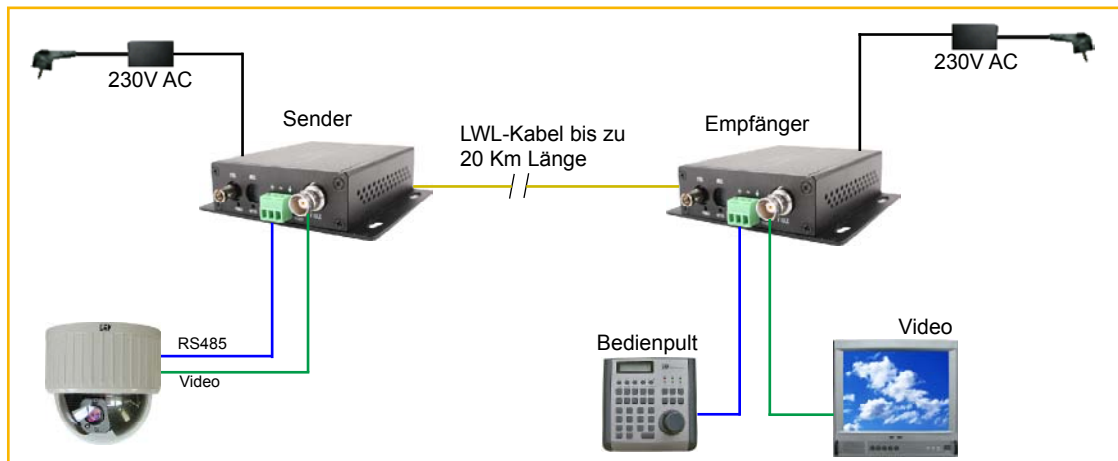 230V AC
230V AC
Sender
LWL-Kabel bis zu
20 Km Länge
Empfänger
RS485
Video
Bedienpult
Video